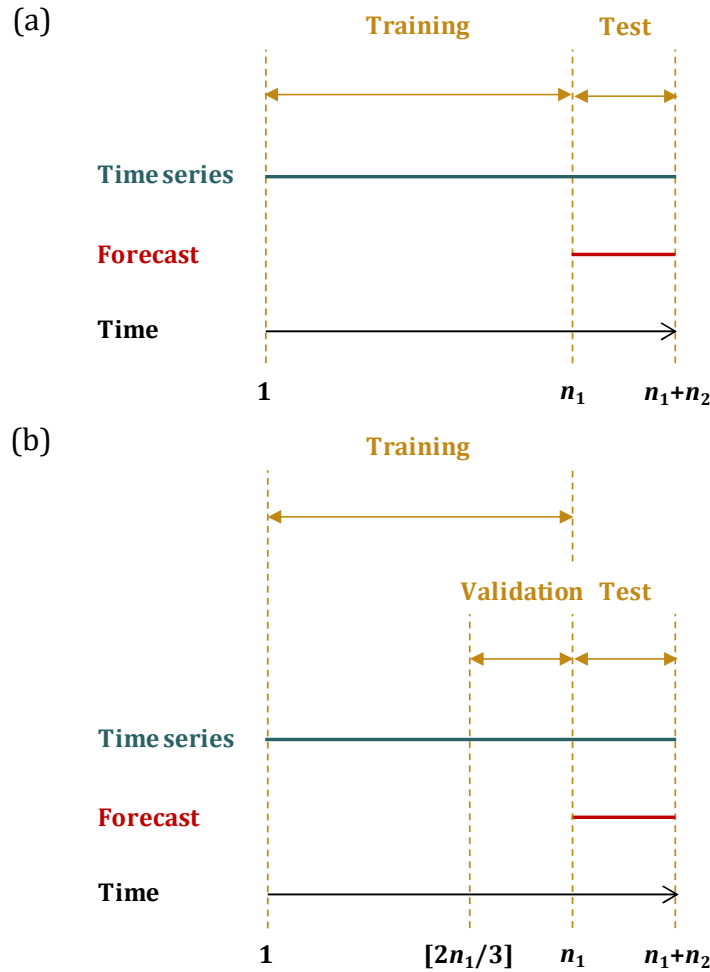 (a)
Training Test
Time series
Forecast
Time
1 n₁ n₁+n₂
(b)
Training
Validation Test
Time series
Forecast
Time
1 [2n₁/3] n₁ n₁+n₂